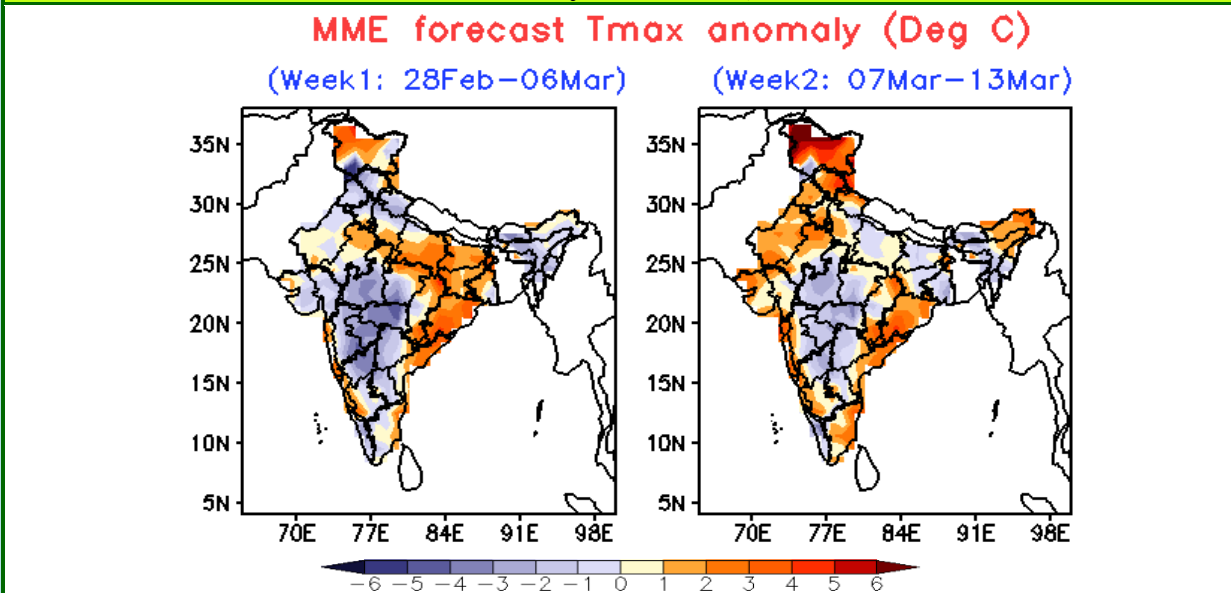 MME forecast Tmax anomaly (Deg C)
(Week1: 28Feb−06Mar)
(Week2: 07Mar−13Mar)
35N
30N
25N
20N
15N
10N
5N
70E 77E 84E 91E 98E
35N
30N
25N
20N
15N
10N
5N
70E 77E 84E 91E 98E
−6 −5 −4 −3 −2 −1 0 1 2 3 4 5 6